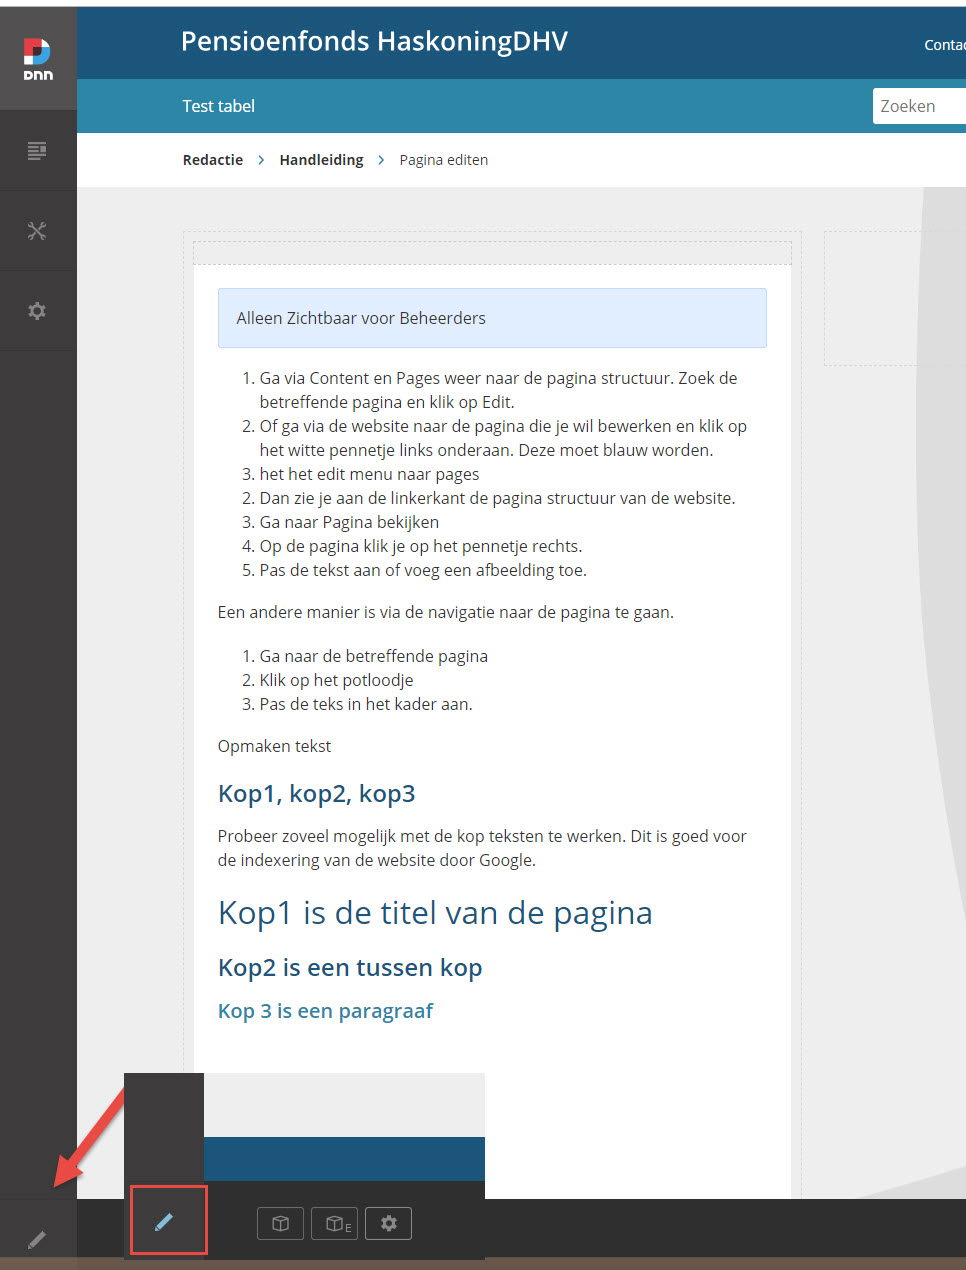 Pensioenfonds HaskoningDHV
Contac
dnn
Test tabel
Zoeken
Redactie > Handleiding > Pagina editen
Alleen Zichtbaar voor Beheerders
1. Ga via Content en Pages weer naar de pagina structuur. Zoek de
betreffende pagina en klik op Edit.
2. Of ga via de website naar de pagina die je wil bewerken en klik op
het witte pennetje links onderaan. Deze moet blauw worden.
3. het het edit menu naar pages
2. Dan zie je aan de linkerkant de pagina structuur van de website.
3. Ga naar Pagina bekijken
4. Op de pagina klik je op het pennetje rechts.
5. Pas de tekst aan of voeg een afbeelding toe.
Een andere manier is via de navigatie naar de pagina te gaan.
1. Ga naar de betreffende pagina
2. Klik op het potloodje
3. Pas de teks in het kader aan.
Opmaken tekst
Kop1, kop2, kop3
Probeer zoveel mogelijk met de kop teksten te werken. Dit is goed voor
de indexering van de website door Google.
Kop1 is de titel van de pagina
Kop2 is een tussen kop
Kop 3 is een paragraaf
E